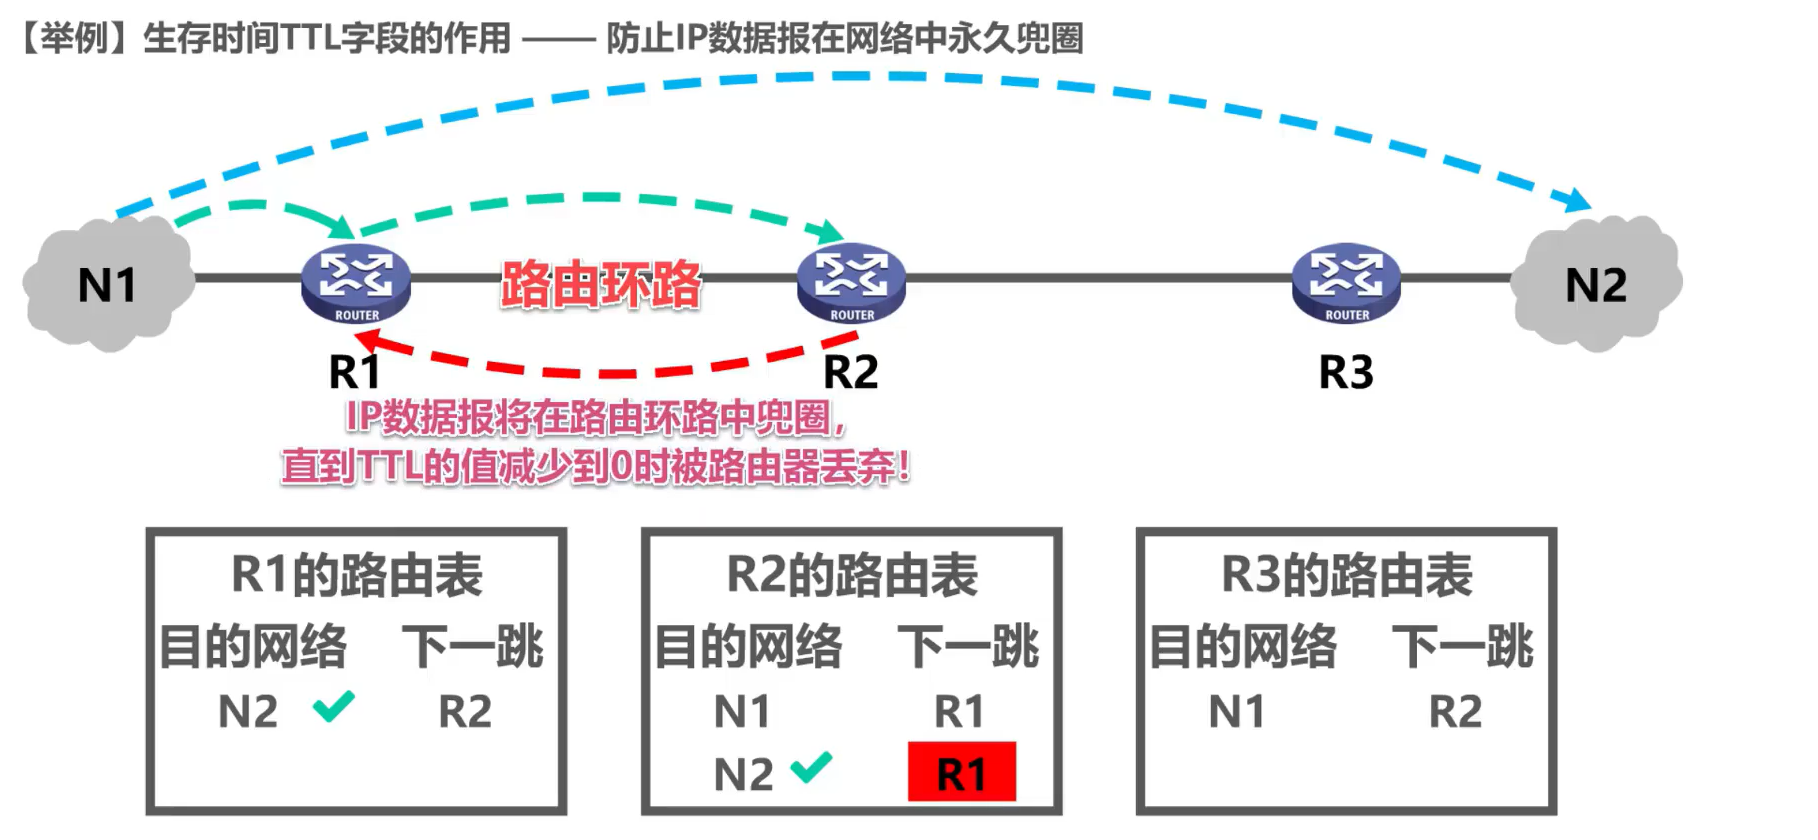 【举例】生存时间TTL字段的作用 —— 防止IP数据报在网络中永久兜圈
N1
路由环路
N2
ROUTER
ROUTER
ROUTER
R1
R2
R3
IP数据报将在路由环路中兜圈，
直到TTL的值减少到0时被路由器丢弃！
R1的路由表
目的网络 下一跳
N2 R2
R2的路由表
目的网络 下一跳
N1 R1
N2 R1
R3的路由表
目的网络 下一跳
N1 R2